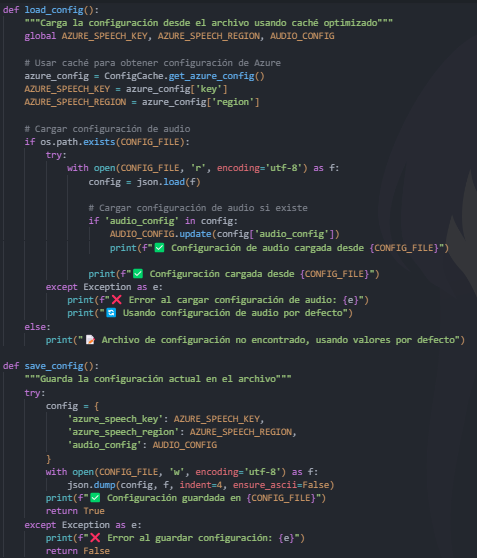 def load_config():
    """Carga la configuración desde el archivo usando caché optimizado"""
    global AZURE_SPEECH_KEY, AZURE_SPEECH_REGION, AUDIO_CONFIG

    # Usar caché para obtener configuración de Azure
    azure_config = ConfigCache.get_azure_config()
    AZURE_SPEECH_KEY = azure_config['key']
    AZURE_SPEECH_REGION = azure_config['region']

    # Cargar configuración de audio
    if os.path.exists(CONFIG_FILE):
        try:
            with open(CONFIG_FILE, 'r', encoding='utf-8') as f:
                config = json.load(f)

                # Cargar configuración de audio si existe
                if 'audio_config' in config:
                    AUDIO_CONFIG.update(config['audio_config'])
                    print(f"✅ Configuración de audio cargada desde {CONFIG_FILE}")

                print(f"✅ Configuración cargada desde {CONFIG_FILE}")
        except Exception as e:
            print(f"❌ Error al cargar configuración de audio: {e}")
            print("🔄 Usando configuración de audio por defecto")
    else:
        print("📝 Archivo de configuración no encontrado, usando valores por defecto")

def save_config():
    """Guarda la configuración actual en el archivo"""
    try:
        config = {
            'azure_speech_key': AZURE_SPEECH_KEY,
            'azure_speech_region': AZURE_SPEECH_REGION,
            'audio_config': AUDIO_CONFIG
        }
        with open(CONFIG_FILE, 'w', encoding='utf-8') as f:
            json.dump(config, f, indent=4, ensure_ascii=False)
        print(f"✅ Configuración guardada en {CONFIG_FILE}")
        return True
    except Exception as e:
        print(f"❌ Error al guardar configuración: {e}")
        return False